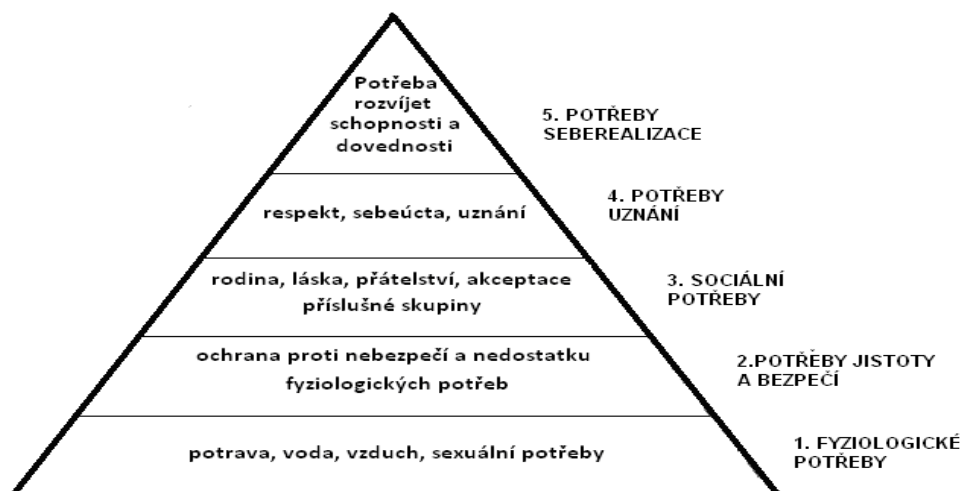 Potřeba
rozvíjet
schopnosti a
dovednosti
5. POTŘEBY
SEBEREALIZACE
respekt, sebeúcta, uznání
4. POTŘEBY
UZNÁNÍ
rodina, láska, přátelství, akceptace
příslušné skupiny
3. SOCIÁLNÍ
POTŘEBY
ochrana proti nebezpečí a nedostatku
fyziologických potřeb
2.POTŘEBY JISTOTY
A BEZPEČÍ
potrava, voda, vzduch, sexuální potřeby
1. FYZIOLOGICKÉ
POTŘEBY